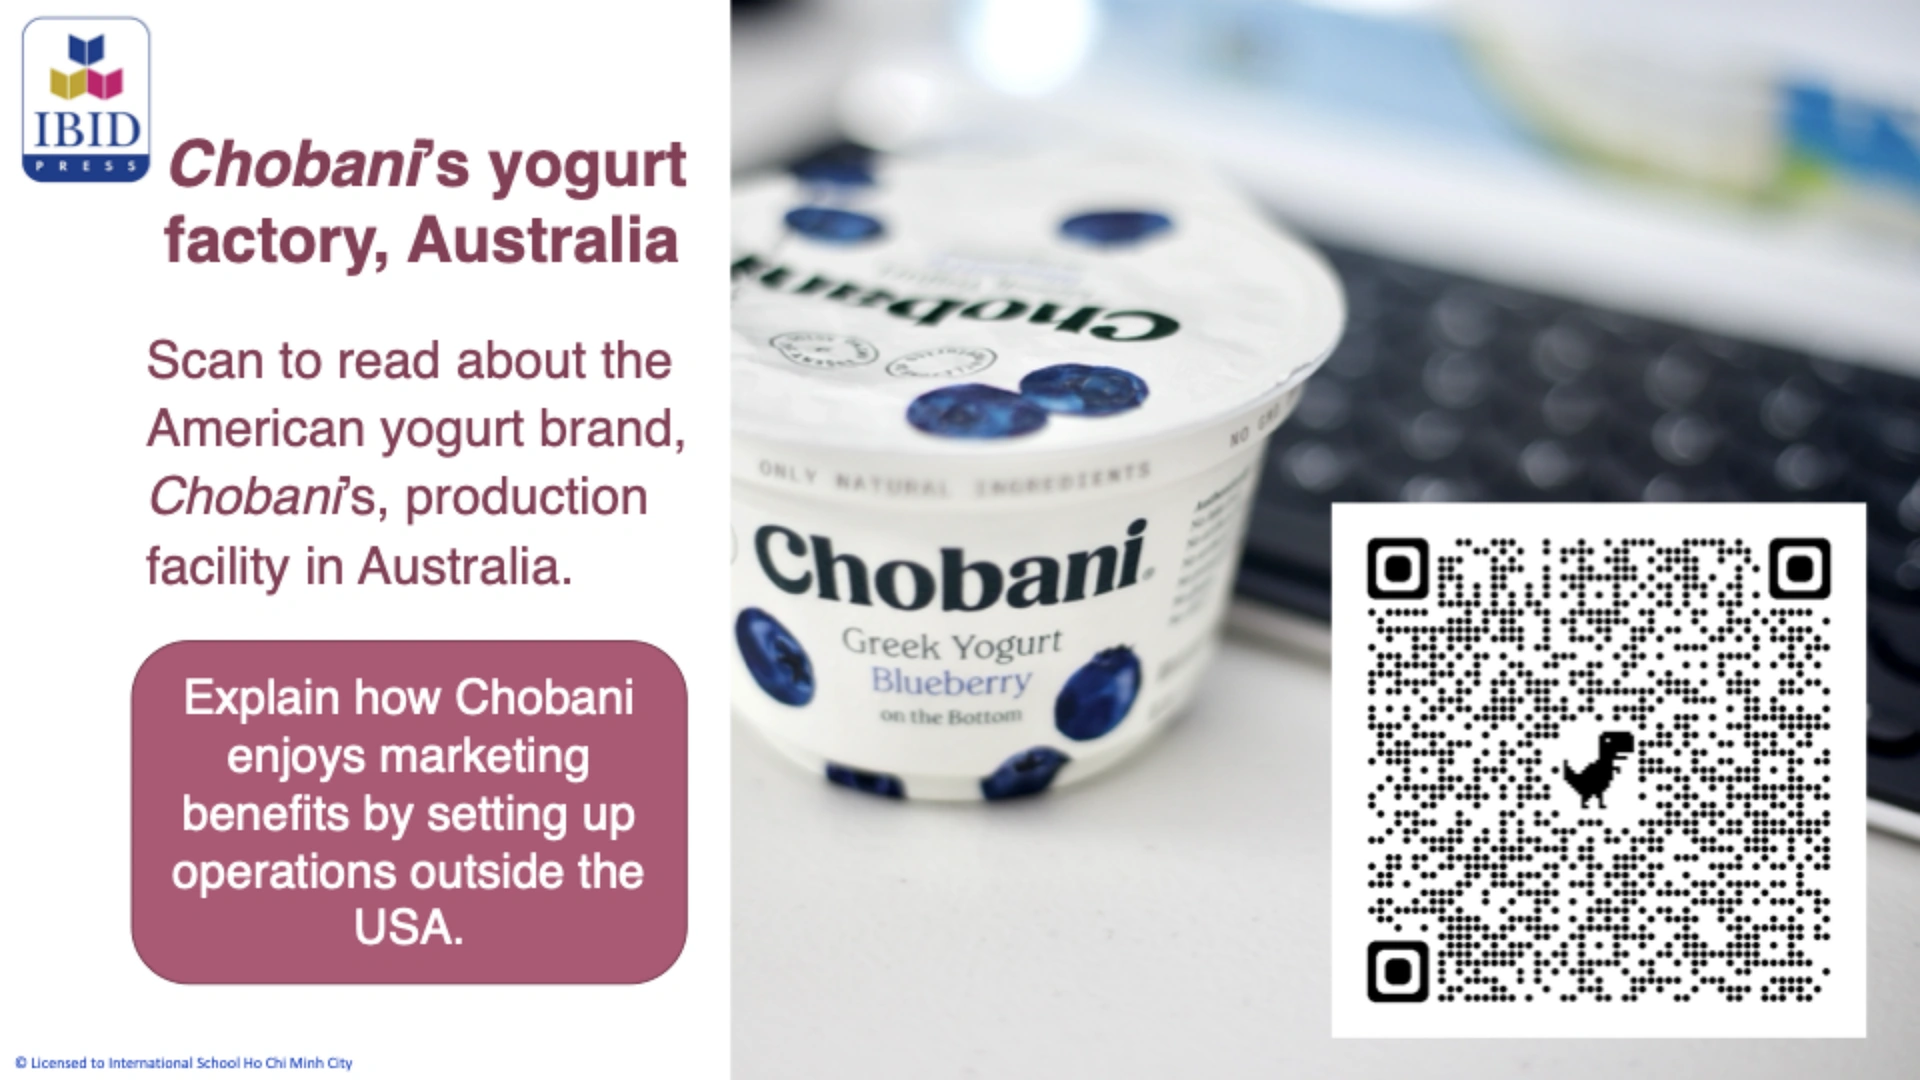 IBID
PRESS
Chobani's yogurt
factory, Australia
Scan to read about the
American yogurt brand,
Chobani's, production
facility in Australia.
Explain how Chobani
enjoys marketing
benefits by setting up
operations outside the
USA.
© Licensed to International School Ho Chi Minh City
Chobani
ONLY NATURAL INGREDIENTS
NO
Chobani
Greek Yogurt
Blueberry
on the Bottom